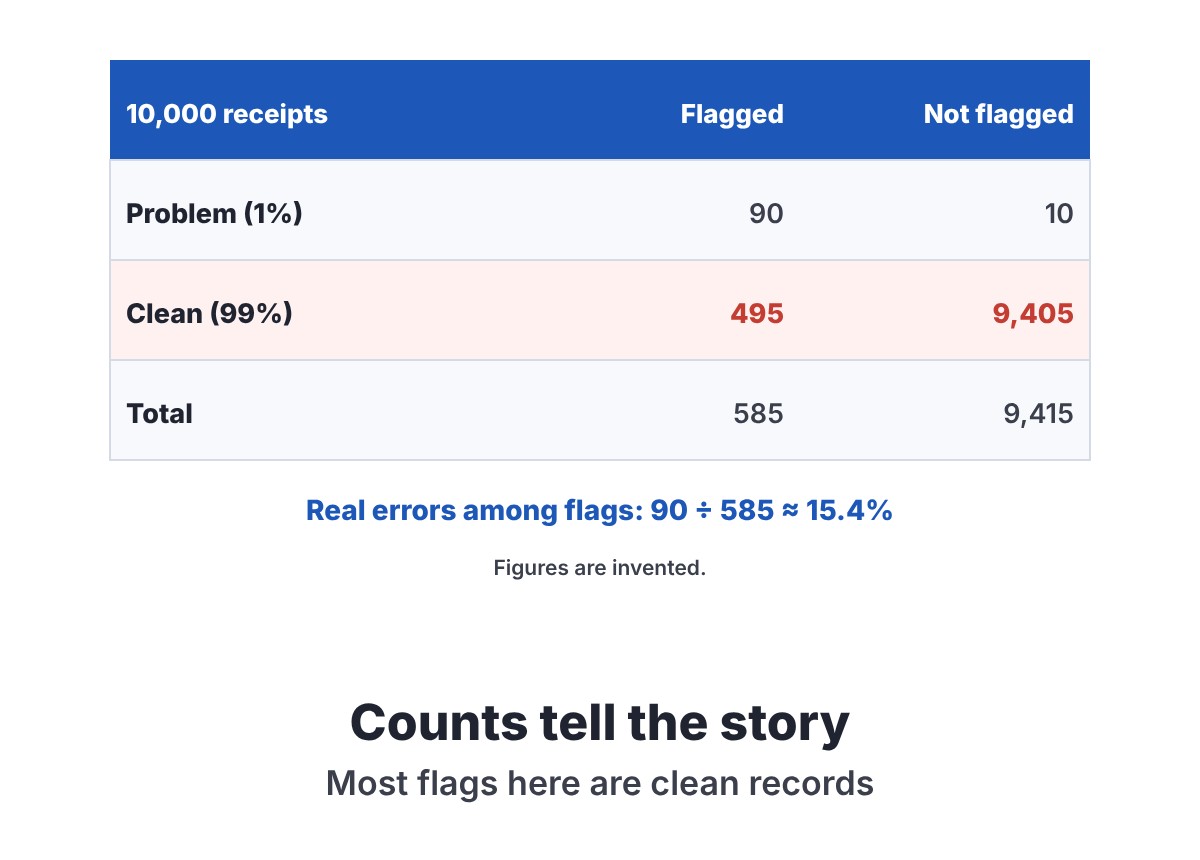 10,000 receipts Flagged Not flagged
Problem (1%) 90 10
Clean (99%) 495 9,405
Total 585 9,415
Real errors among flags: 90 ÷ 585 ≈ 15.4%
Figures are invented.
Counts tell the story
Most flags here are clean records